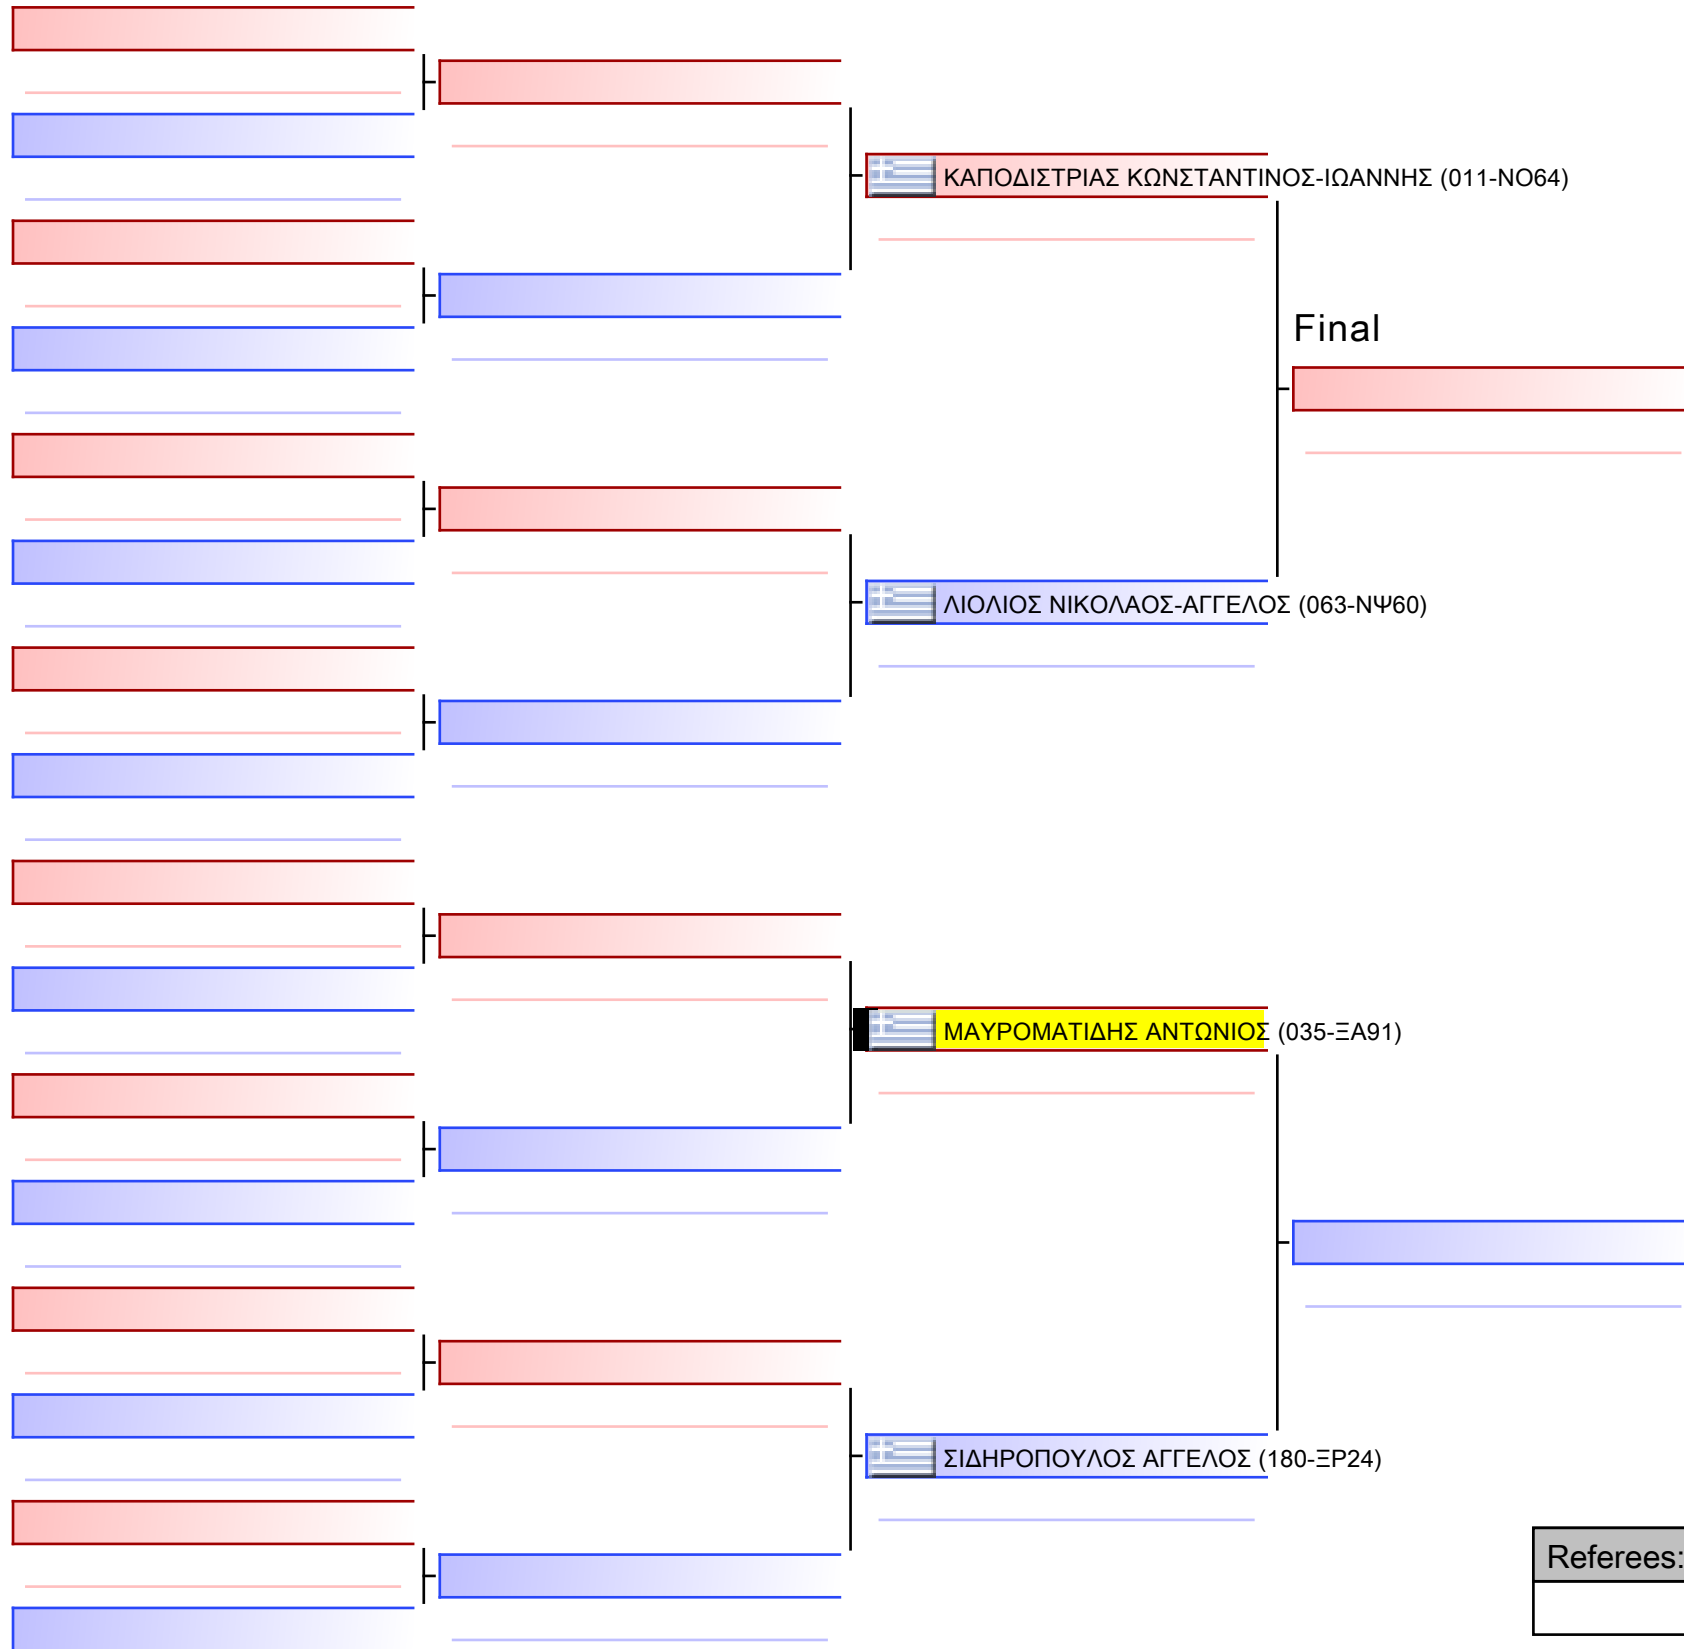 ΚΑΠΟΔΙΣΤΡΙΑΣ ΚΩΝΣΤΑΝΤΙΝΟΣ-ΙΩΑΝΝΗΣ (011-ΝΟ64)
Final
ΛΙΟΛΙΟΣ ΝΙΚΟΛΑΟΣ-ΑΓΓΕΛΟΣ (063-ΝΨ60)
ΜΑΥΡΟΜΑΤΙΔΗΣ ΑΝΤΩΝΙΟΣ (035-ΞΑ91)
ΣΙΔΗΡΟΠΟΥΛΟΣ ΑΓΓΕΛΟΣ (180-ΞΡ24)
Referees: